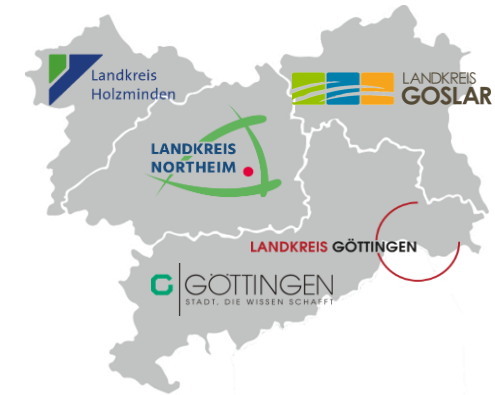 Landkreis
Holzminden
LANDKREIS
GOSLAR
LANDKREIS
NORTHEIM
LANDKREIS GÖTTINGEN
GÖTTINGEN
STADT, DIE WISSEN SCHAFFT